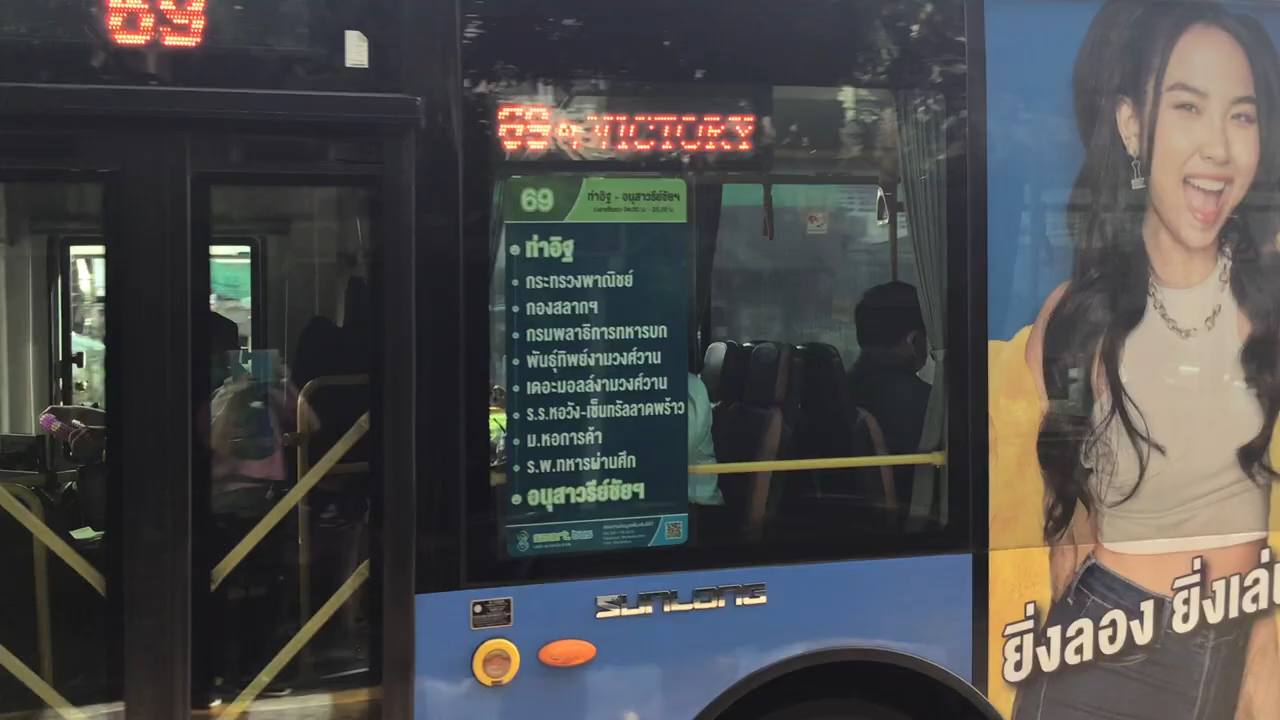 69
69 VICTORY
69
ท่าอิฐ - อนุสาวรีย์ชัยฯ
ท่าอิฐ
กระทรวงพาณิชย์
กองสลากฯ
กรมพลาธิการทหารบก
พันธุ์ทิพย์งามวงศ์วาน
เดอะมอลล์งามวงศ์วาน
ร.ร.หอวัง-เซ็นทรัลลาดพร้าว
ม.หอการค้า
ร.พ.ทหารผ่านศึก
อนุสาวรีย์ชัยฯ
smart bus
SUNLONG
ยิ่งลอง ยิ่งเล่